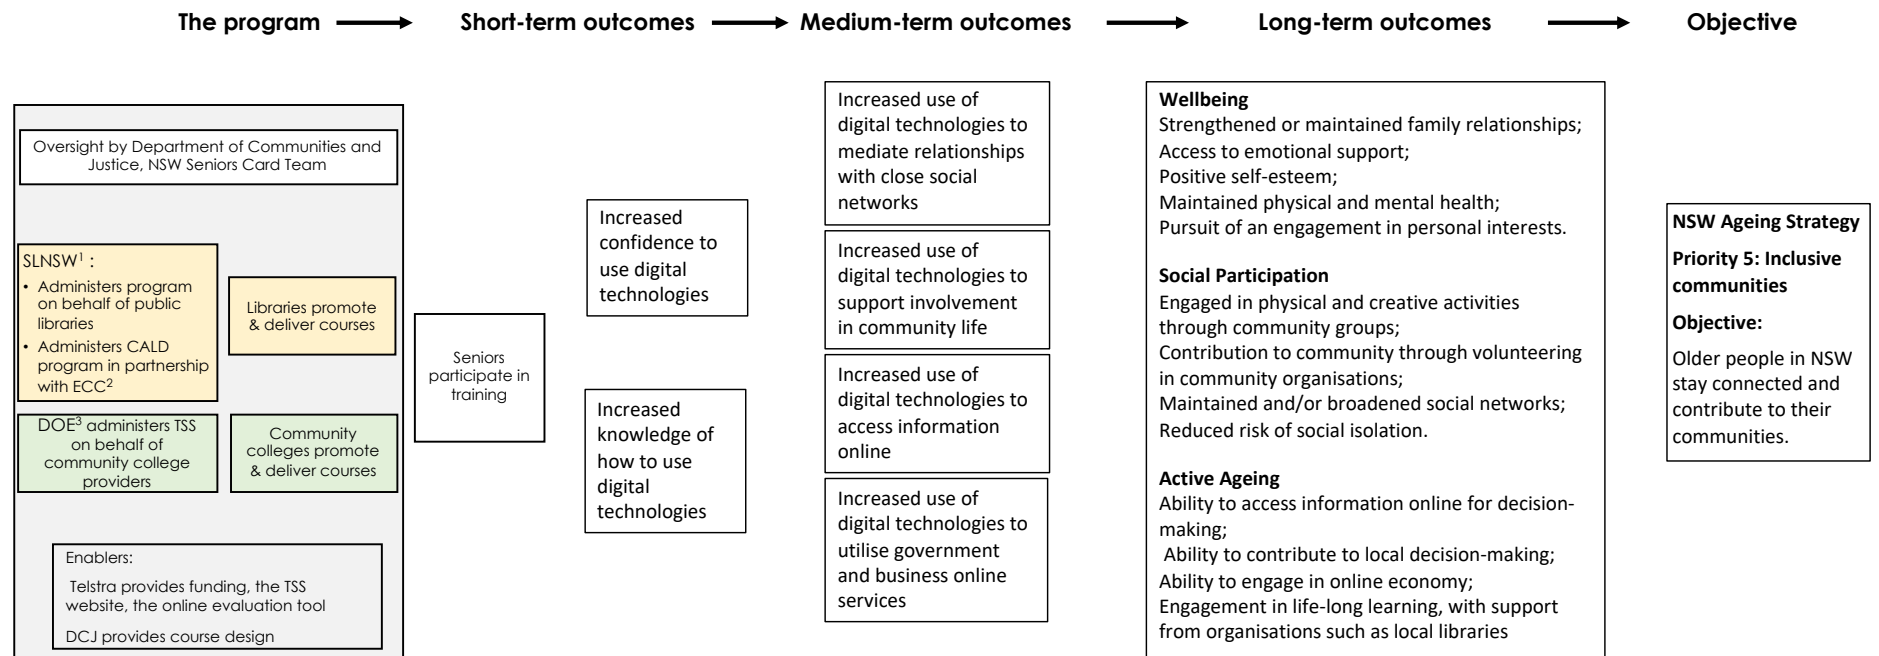 The program
Short-term outcomes
Medium-term outcomes
Long-term outcomes
Objective
Oversight by Department of Communities and
Justice, NSW Seniors Card Team
SLNSW¹ :
• Administers program
on behalf of public
libraries
• Administers CALD
program in partnership
with ECC²
Libraries promote
& deliver courses
DOE³ administers TSS
on behalf of
community college
providers
Community
colleges promote
& deliver courses
Enablers:
Telstra provides funding, the TSS
website, the online evaluation tool
DCJ provides course design
Seniors
participate in
training
Increased
confidence to
use digital
technologies
Increased
knowledge of
how to use
digital
technologies
Increased use of
digital technologies to
mediate relationships
with close social
networks
Increased use of
digital technologies to
support involvement
in community life
Increased use of
digital technologies to
access information
online
Increased use of
digital technologies to
utilise government
and business online
services
Wellbeing
Strengthened or maintained family relationships;
Access to emotional support;
Positive self-esteem;
Maintained physical and mental health;
Pursuit of an engagement in personal interests.
Social Participation
Engaged in physical and creative activities
through community groups;
Contribution to community through volunteering
in community organisations;
Maintained and/or broadened social networks;
Reduced risk of social isolation.
Active Ageing
Ability to access information online for decision-
making;
Ability to contribute to local decision-making;
Ability to engage in online economy;
Engagement in life-long learning, with support
from organisations such as local libraries
NSW Ageing Strategy
Priority 5: Inclusive
communities
Objective:
Older people in NSW
stay connected and
contribute to their
communities.